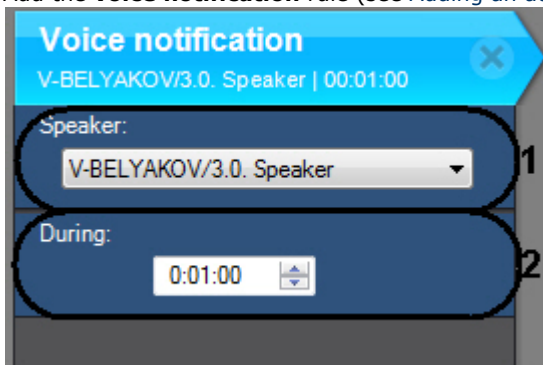 Add the Voice notification rule (see Adding an au
Voice notification
V-BELYAKOV/3.0. Speaker | 00:01:00
Speaker:
V-BELYAKOV/3.0. Speaker
1
During:
0:01:00
2